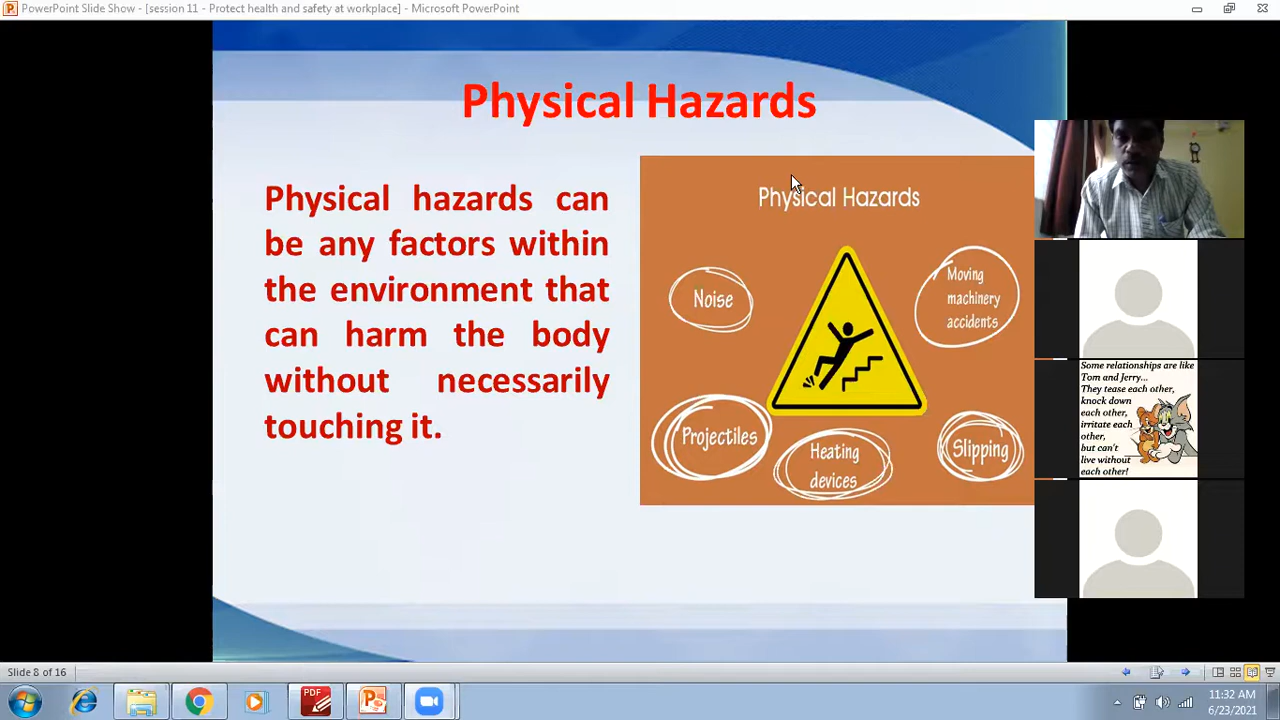 PowerPoint Slide Show - [session 11 - Protect health and safety at workplace] - Microsoft PowerPoint
Physical Hazards
Physical hazards can
be any factors within
the environment that
can harm the body
without necessarily
touching it.
Physical Hazards
Noise
Moving
machinery
accidents
Projectiles
Heating
devices
Slipping
Some relationships are like
Tom and Jerry...
They tease each other,
knock down
each other,
irritate each
other,
but can't
live without
each other!
Slide 8 of 16
PDF
11:32 AM
6/23/2021